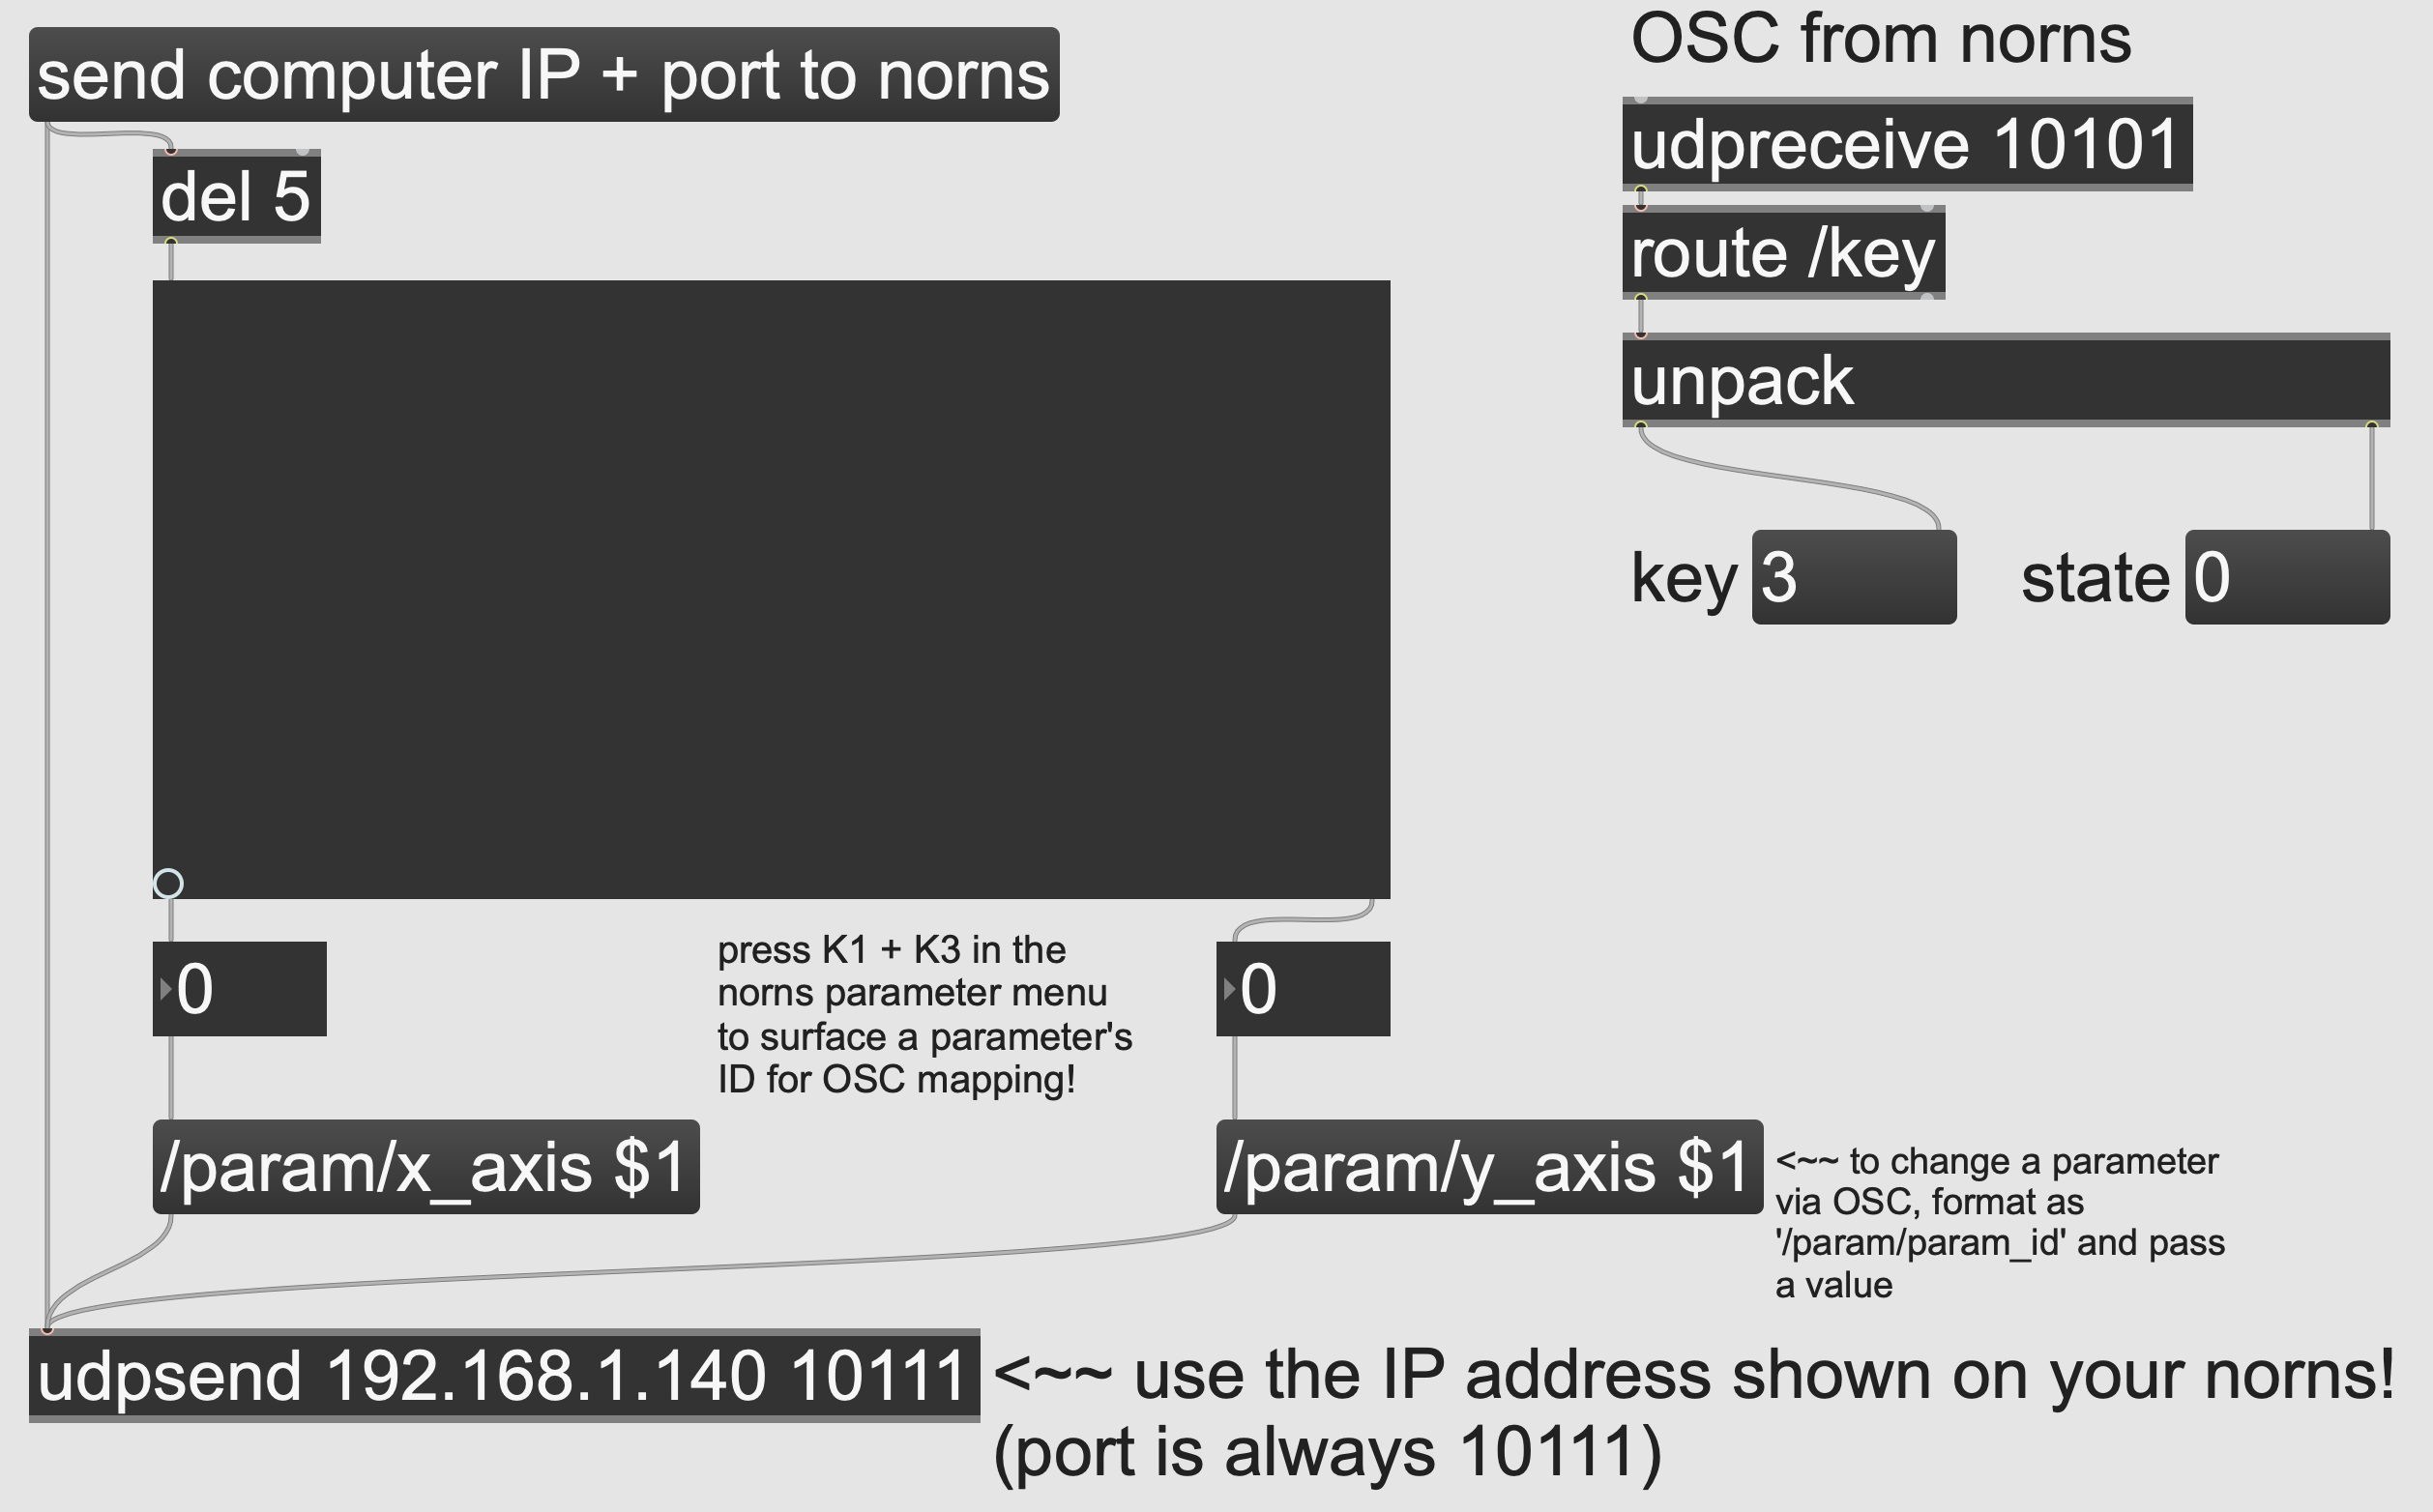 send computer IP + port to norns
del 5
0
0
press K1 + K3 in the
norns parameter menu
to surface a parameter's
ID for OSC mapping!
/param/x_axis $1
/param/y_axis $1
<~~ to change a parameter
via OSC, format as
'/param/param_id' and pass
a value
udpsend 192.168.1.140 10111
<~~ use the IP address shown on your norns!
(port is always 10111)
OSC from norns
udpreceive 10101
route /key
unpack
key 3
state 0